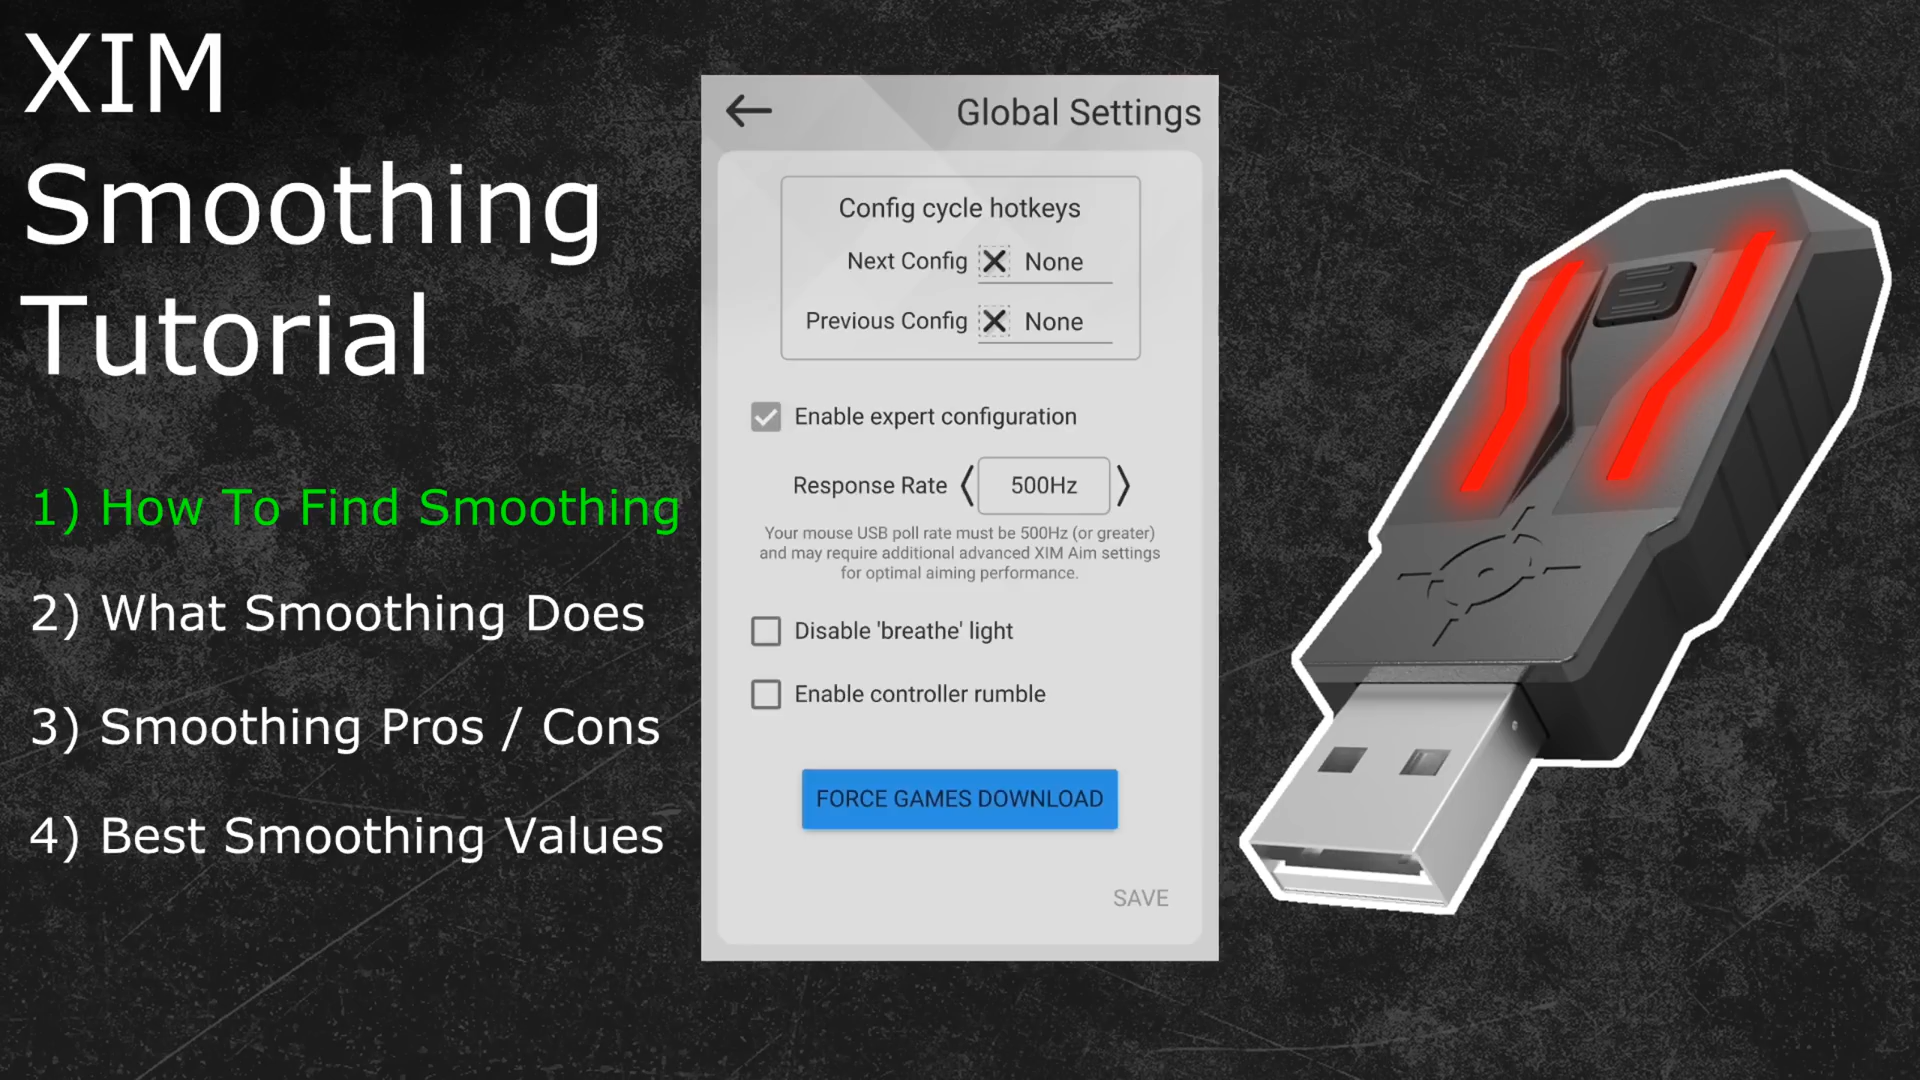 XIM
Smoothing
Tutorial
1) How To Find Smoothing
2) What Smoothing Does
3) Smoothing Pros / Cons
4) Best Smoothing Values
Global Settings
Config cycle hotkeys
Next Config None
Previous Config None
Enable expert configuration
Response Rate 500Hz
Your mouse USB poll rate must be 500Hz (or greater)
and may require additional advanced XIM Aim settings
for optimal aiming performance.
Disable 'breathe' light
Enable controller rumble
FORCE GAMES DOWNLOAD
SAVE